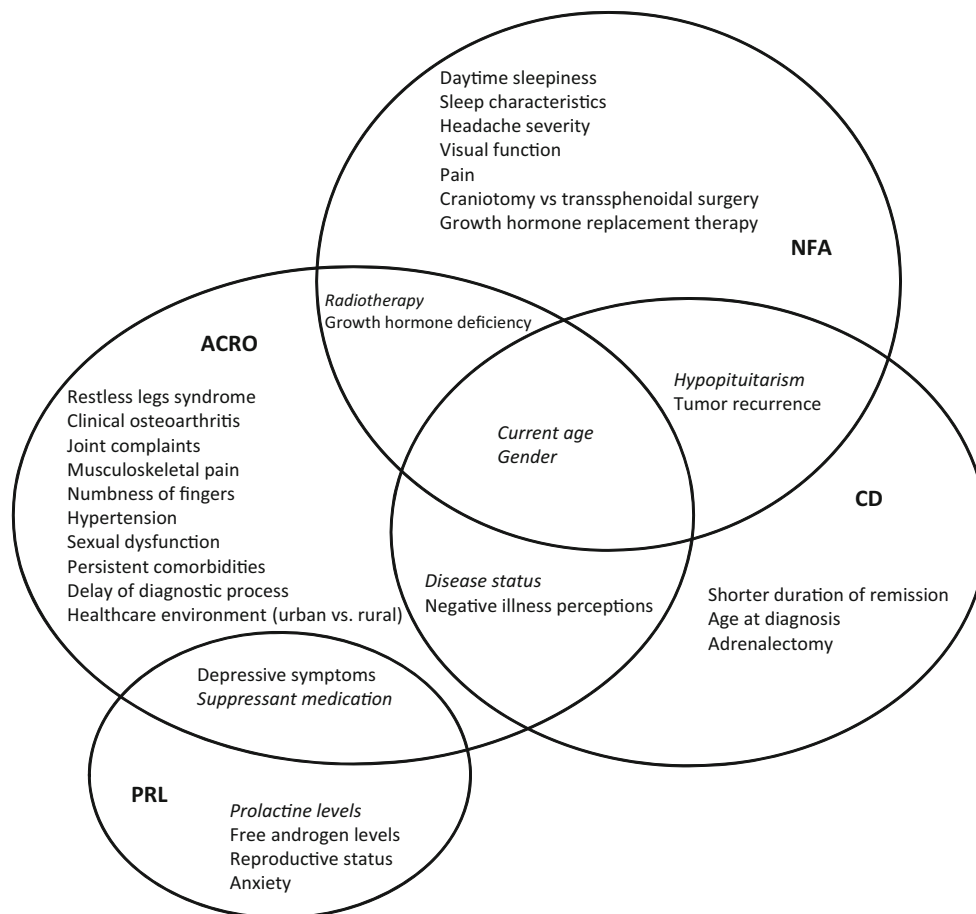 Daytime sleepiness
Sleep characteristics
Headache severity
Visual function
Pain
Craniotomy vs transsphenoidal surgery
Growth hormone replacement therapy
NFA
Radiotherapy
Growth hormone deficiency
ACRO
Restless legs syndrome
Clinical osteoarthritis
Joint complaints
Musculoskeletal pain
Numbness of fingers
Hypertension
Sexual dysfunction
Persistent comorbidities
Delay of diagnostic process
Healthcare environment (urban vs. rural)
Hypopituitarism
Tumor recurrence
Current age
Gender
CD
Disease status
Negative illness perceptions
Shorter duration of remission
Age at diagnosis
Adrenalectomy
Depressive symptoms
Suppressant medication
PRL
Prolactine levels
Free androgen levels
Reproductive status
Anxiety